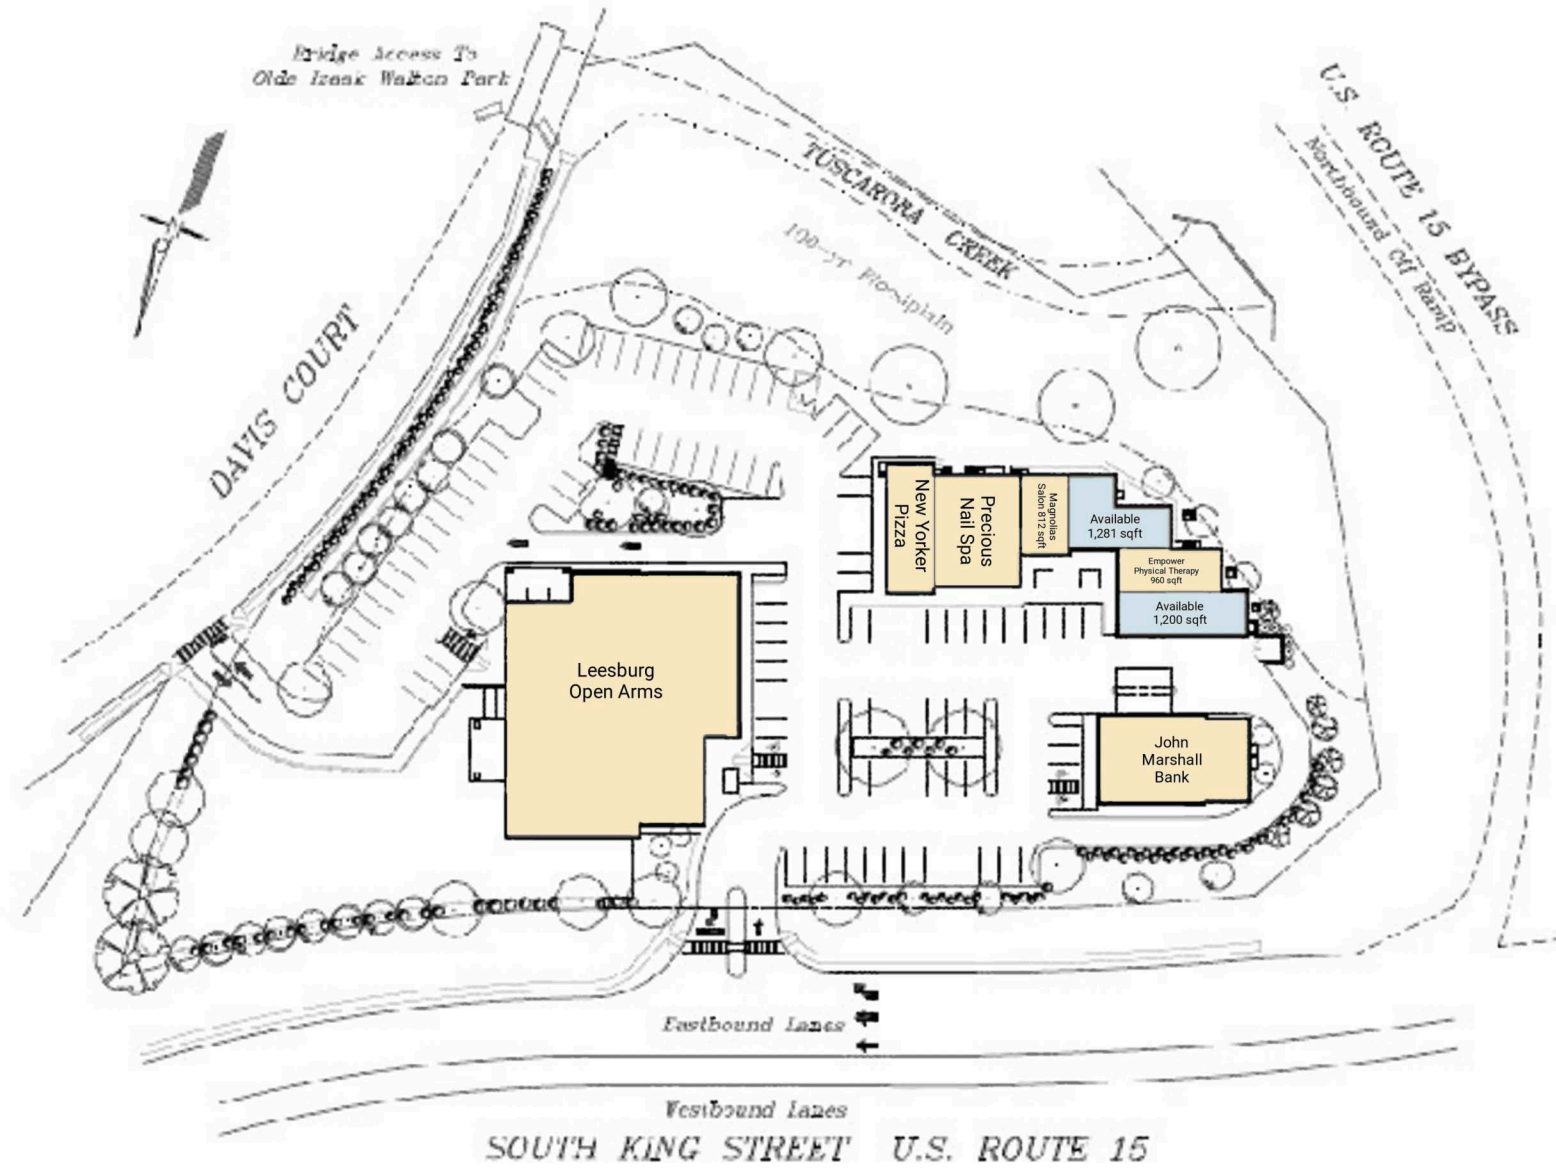 Bridge Access To
Olde Izaak Walton Park
U.S. ROUTE 15 BYPASS
Northbound Off Ramp
TUSCARORA CREEK
100-yr Floodplain
DAVIS COURT
New Yorker
Pizza
Precious
Nail Spa
Magnolias
Salon 812 sqft
Available
1,281 sqft
Empower
Physical Therapy
960 sqft
Available
1,200 sqft
Leesburg
Open Arms
John
Marshall
Bank
Eastbound Lanes
Westbound Lanes
SOUTH KING STREET U.S. ROUTE 15